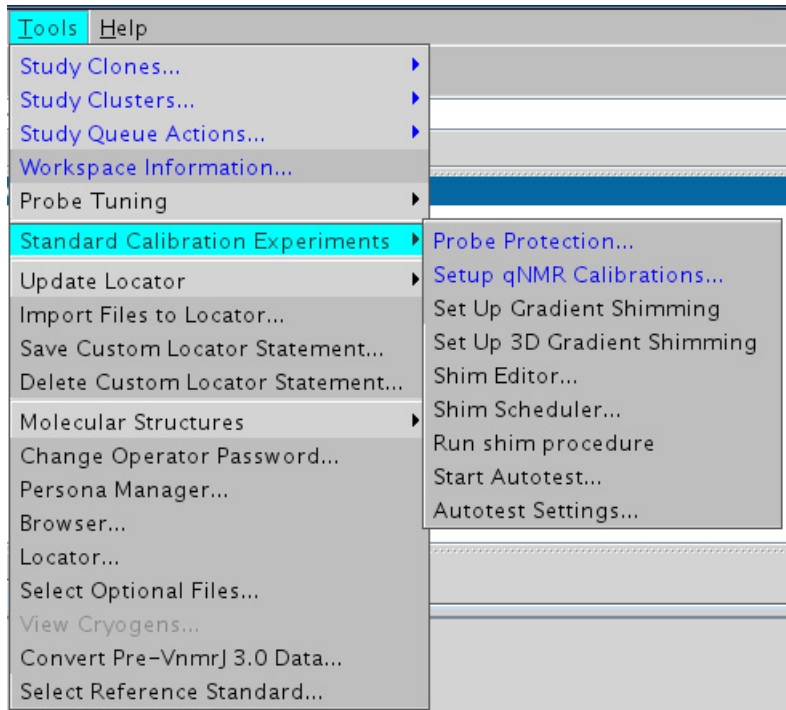 Tools Help
Study Clones...
Study Clusters...
Study Queue Actions...
Workspace Information...
Probe Tuning
Standard Calibration Experiments
Update Locator
Import Files to Locator...
Save Custom Locator Statement...
Delete Custom Locator Statement...
Molecular Structures
Change Operator Password...
Persona Manager...
Browser...
Locator...
Select Optional Files...
View Cryogens...
Convert Pre-VnmrJ 3.0 Data...
Select Reference Standard...
Probe Protection...
Setup qNMR Calibrations...
Set Up Gradient Shimming
Set Up 3D Gradient Shimming
Shim Editor...
Shim Scheduler...
Run shim procedure
Start Autotest...
Autotest Settings...